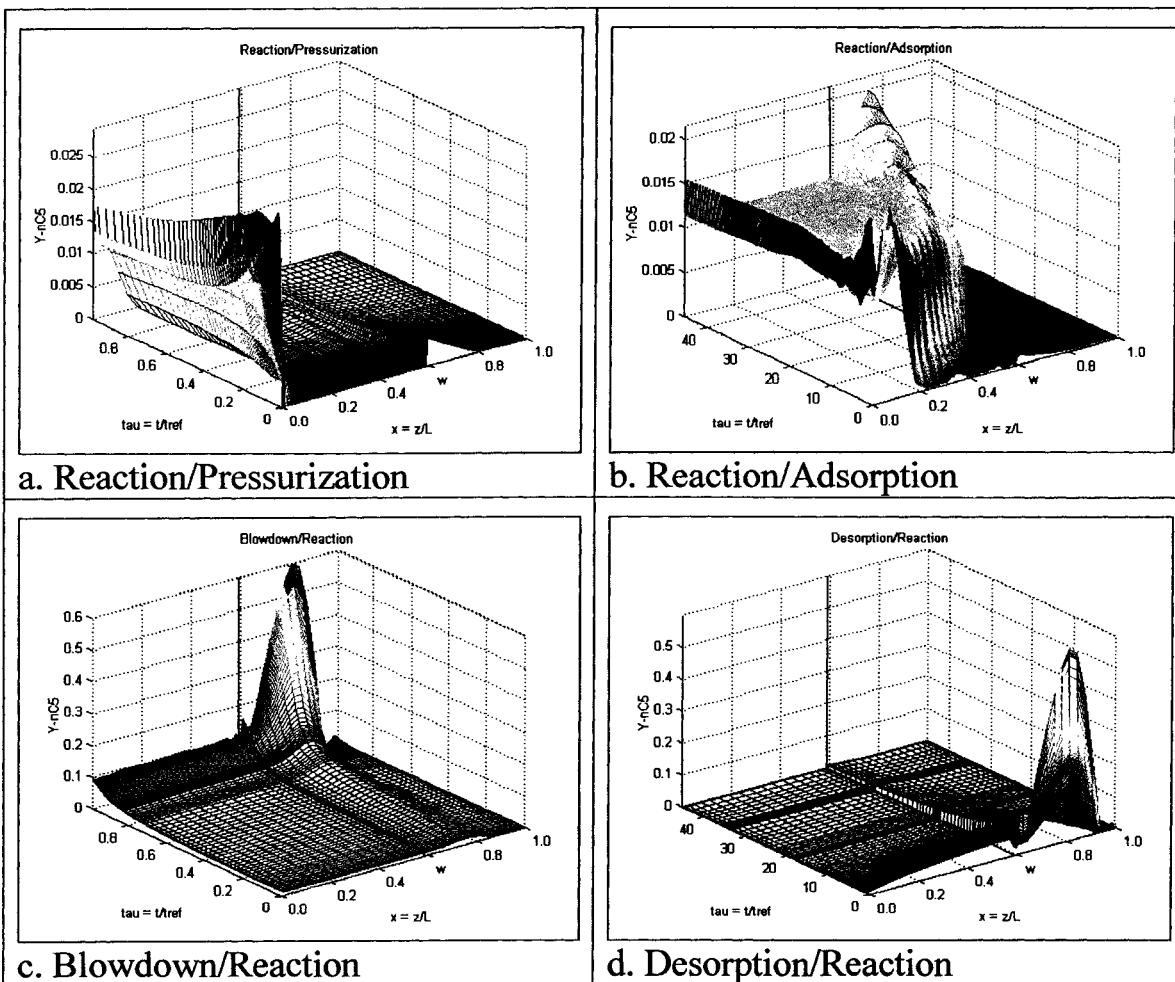 Reaction/Pressurization
Y-nC5
0.025
0.02
0.015
0.01
0.005
0
0.8
0.6
0.4
0.2
0
0.0
0.2
0.4
w
0.8
1.0
tau = t/tref
x = z/L
a. Reaction/Pressurization
Reaction/Adsorption
Y-nC5
0.02
0.015
0.01
0.005
0
40
30
20
10
0
0.0
0.2
0.4
w
0.8
1.0
tau = t/tref
x = z/L
b. Reaction/Adsorption
Blowdown/Reaction
Y-nC5
0.6
0.5
0.4
0.3
0.2
0.1
0
0.8
0.6
0.4
0.2
0
0.0
0.2
0.4
w
0.8
1.0
tau = t/tref
x = z/L
c. Blowdown/Reaction
Desorption/Reaction
Y-nC5
0.5
0.4
0.3
0.2
0.1
0
40
30
20
10
0
0.0
0.2
0.4
w
0.8
1.0
tau = t/tref
x = z/L
d. Desorption/Reaction